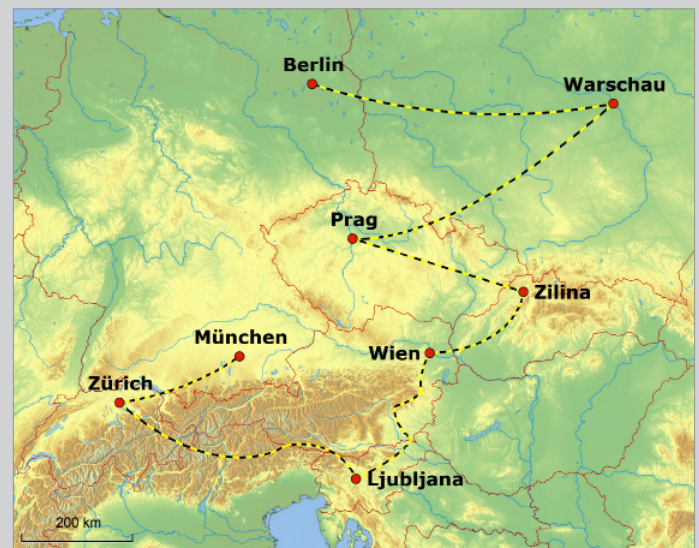 Berlin
Warschau
Prag
Zilina
München
Wien
Zürich
Ljubljana
200 km